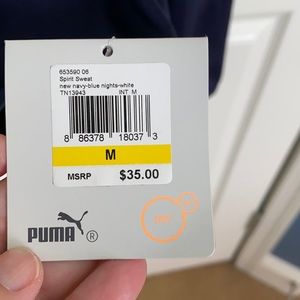 653590 06
Spirit Sweat
new navy-blue nights-white
TN13943 INT M
8 86378 18037 3
M
MSRP $35.00
PUMA®